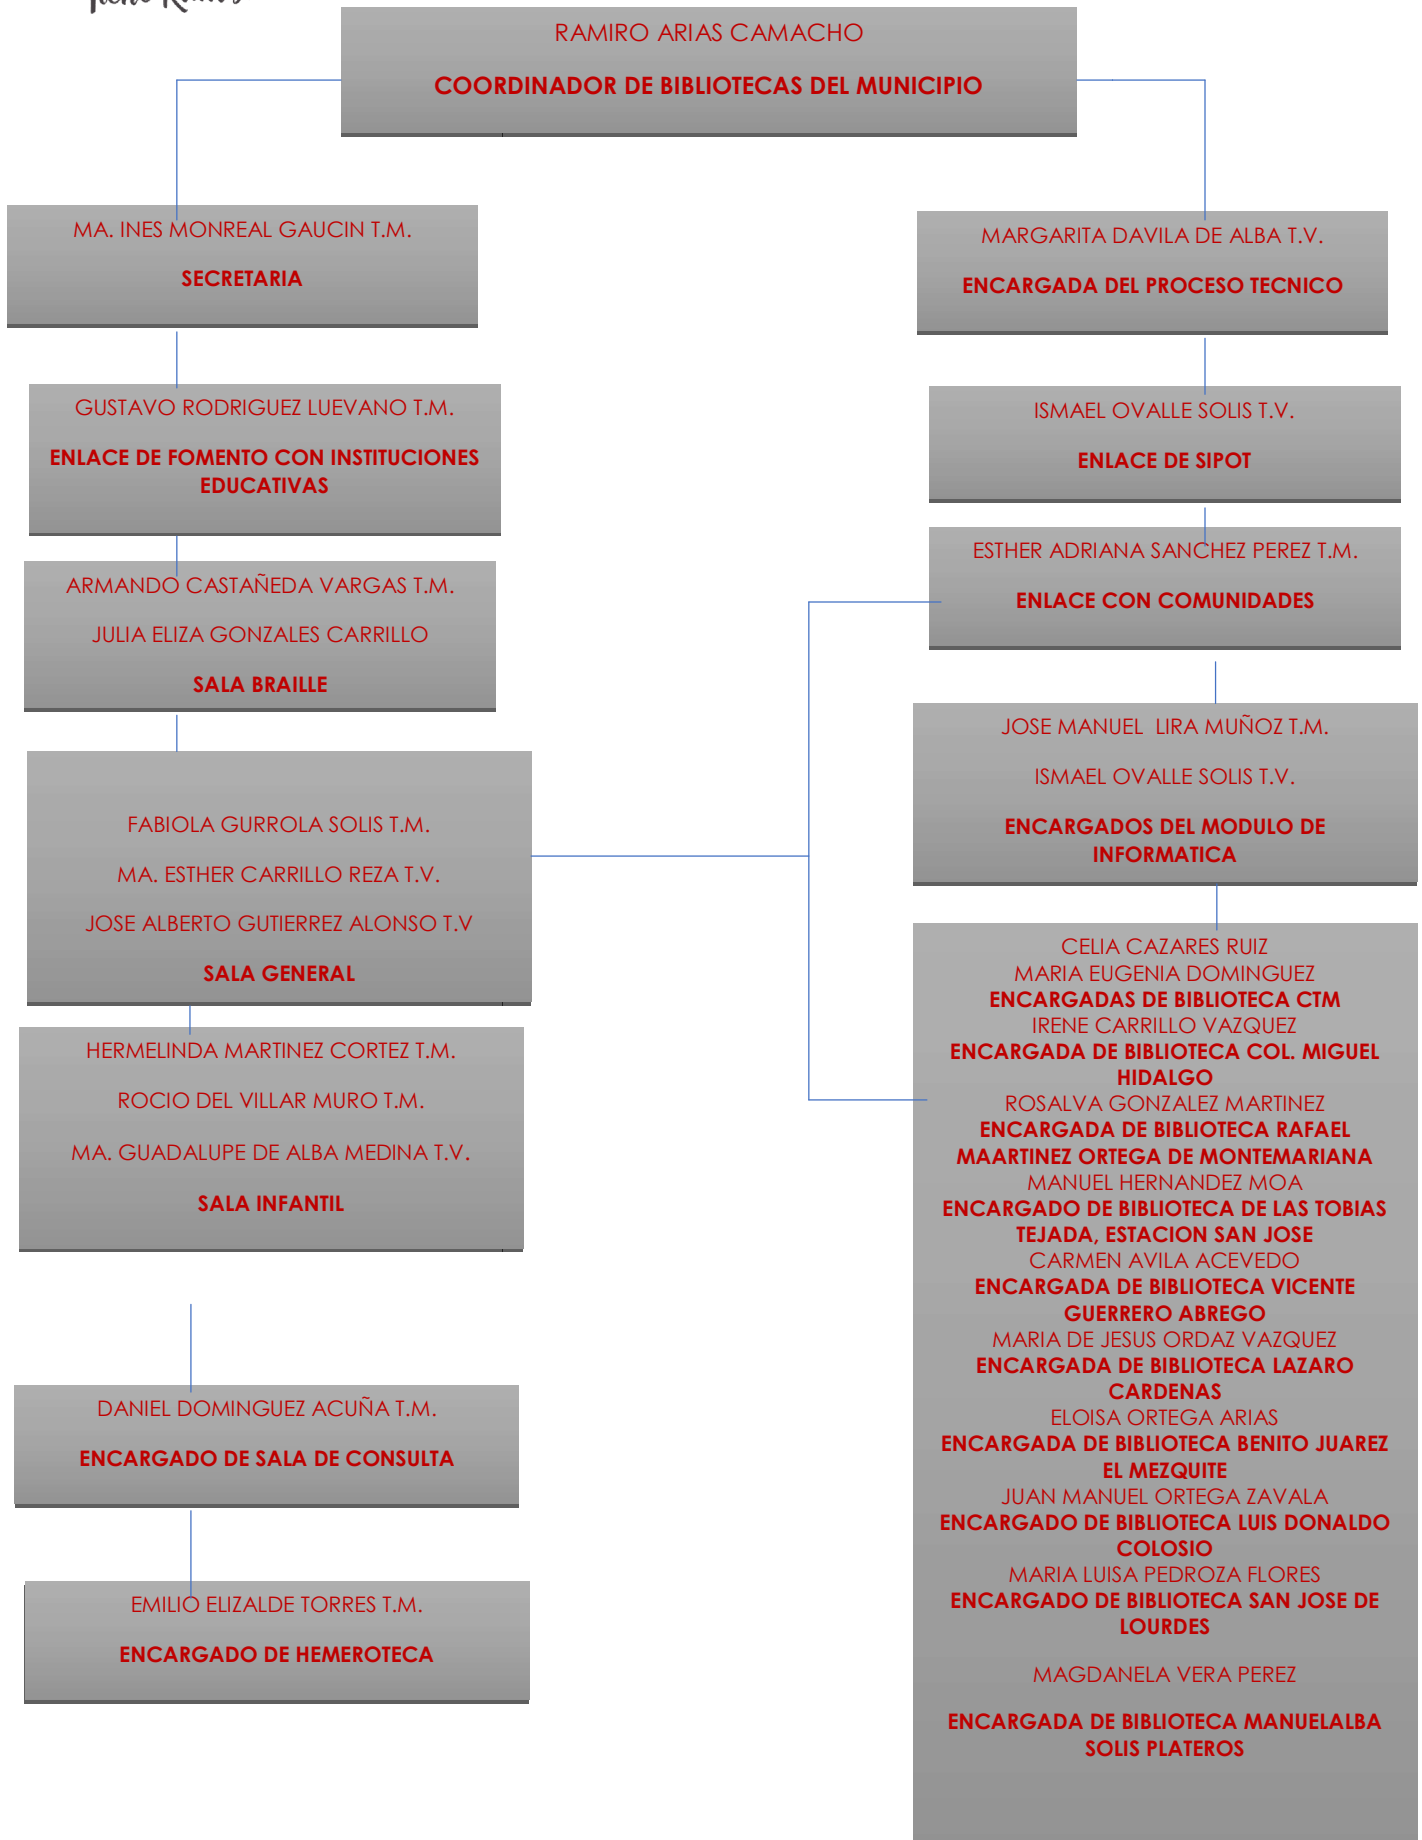 RAMIRO ARIAS CAMACHO
COORDINADOR DE BIBLIOTECAS DEL MUNICIPIO
MA. INES MONREAL GAUCIN T.M.
SECRETARIA
GUSTAVO RODRIGUEZ LUEVANO T.M.
ENLACE DE FOMENTO CON INSTITUCIONES
EDUCATIVAS
ARMANDO CASTAÑEDA VARGAS T.M.
JULIA ELIZA GONZALES CARRILLO
SALA BRAILLE
FABIOLA GURROLA SOLIS T.M.
MA. ESTHER CARRILLO REZA T.V.
JOSE ALBERTO GUTIERREZ ALONSO T.V
SALA GENERAL
HERMELINDA MARTINEZ CORTEZ T.M.
ROCIO DEL VILLAR MURO T.M.
MA. GUADALUPE DE ALBA MEDINA T.V.
SALA INFANTIL
DANIEL DOMINGUEZ ACUÑA T.M.
ENCARGADO DE SALA DE CONSULTA
EMILIO ELIZALDE TORRES T.M.
ENCARGADO DE HEMEROTECA
MARGARITA DAVILA DE ALBA T.V.
ENCARGADA DEL PROCESO TECNICO
ISMAEL OVALLE SOLIS T.V.
ENLACE DE SIPOT
ESTHER ADRIANA SANCHEZ PEREZ T.M.
ENLACE CON COMUNIDADES
JOSE MANUEL LIRA MUÑOZ T.M.
ISMAEL OVALLE SOLIS T.V.
ENCARGADOS DEL MODULO DE
INFORMATICA
CELIA CAZARES RUIZ
MARIA EUGENIA DOMINGUEZ
ENCARGADAS DE BIBLIOTECA CTM
IRENE CARRILLO VAZQUEZ
ENCARGADA DE BIBLIOTECA COL. MIGUEL
HIDALGO
ROSALVA GONZALEZ MARTINEZ
ENCARGADA DE BIBLIOTECA RAFAEL
MAARTINEZ ORTEGA DE MONTEMARIANA
MANUEL HERNANDEZ MOA
ENCARGADO DE BIBLIOTECA DE LAS TOBIAS
TEJADA, ESTACION SAN JOSE
CARMEN AVILA ACEVEDO
ENCARGADA DE BIBLIOTECA VICENTE
GUERRERO ABREGO
MARIA DE JESUS ORDAZ VAZQUEZ
ENCARGADA DE BIBLIOTECA LAZARO
CARDENAS
ELOISA ORTEGA ARIAS
ENCARGADA DE BIBLIOTECA BENITO JUAREZ
EL MEZQUITE
JUAN MANUEL ORTEGA ZAVALA
ENCARGADO DE BIBLIOTECA LUIS DONALDO
COLOSIO
MARIA LUISA PEDROZA FLORES
ENCARGADO DE BIBLIOTECA SAN JOSE DE
LOURDES
MAGDANELA VERA PEREZ
ENCARGADA DE BIBLIOTECA MANUELALBA
SOLIS PLATEROS